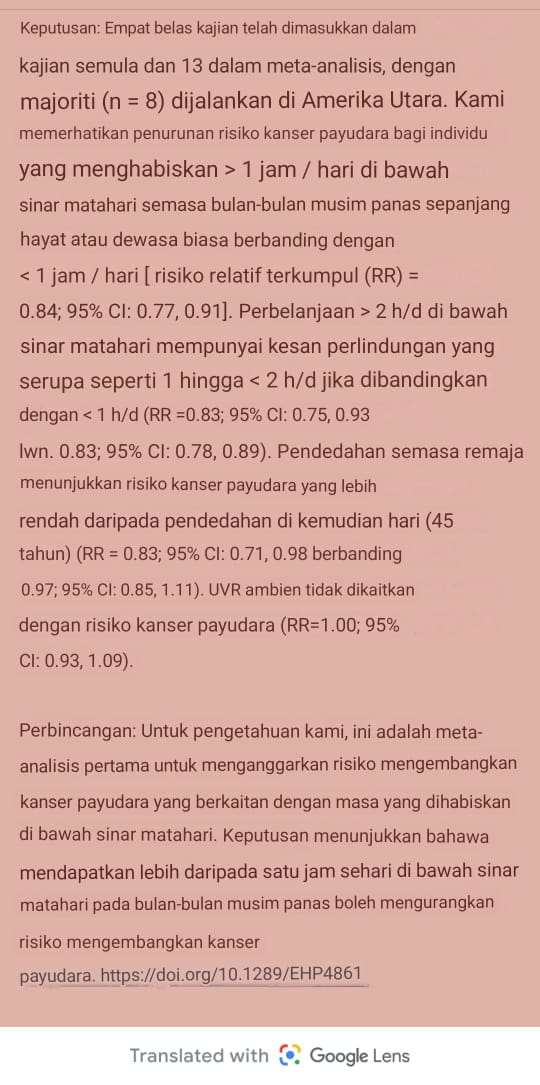 Keputusan: Empat belas kajian telah dimasukkan dalam
kajian semula dan 13 dalam meta-analisis, dengan
majoriti (n = 8) dijalankan di Amerika Utara. Kami
memerhatikan penurunan risiko kanser payudara bagi individu
yang menghabiskan > 1 jam / hari di bawah
sinar matahari semasa bulan-bulan musim panas sepanjang
hayat atau dewasa biasa berbanding dengan
< 1 jam / hari [ risiko relatif terkumpul (RR) =
0.84; 95% CI: 0.77, 0.91]. Perbelanjaan > 2 h/d di bawah
sinar matahari mempunyai kesan perlindungan yang
serupa seperti 1 hingga < 2 h/d jika dibandingkan
dengan < 1 h/d (RR =0.83; 95% CI: 0.75, 0.93
lwn. 0.83; 95% CI: 0.78, 0.89). Pendedahan semasa remaja
menunjukkan risiko kanser payudara yang lebih
rendah daripada pendedahan di kemudian hari (45
tahun) (RR = 0.83; 95% CI: 0.71, 0.98 berbanding
0.97; 95% CI: 0.85, 1.11). UVR ambien tidak dikaitkan
dengan risiko kanser payudara (RR=1.00; 95%
CI: 0.93, 1.09).
Perbincangan: Untuk pengetahuan kami, ini adalah meta-
analisis pertama untuk menganggarkan risiko mengembangkan
kanser payudara yang berkaitan dengan masa yang dihabiskan
di bawah sinar matahari. Keputusan menunjukkan bahawa
mendapatkan lebih daripada satu jam sehari di bawah sinar
matahari pada bulan-bulan musim panas boleh mengurangkan
risiko mengembangkan kanser
payudara. https://doi.org/10.1289/EHP4861
Translated with Google Lens